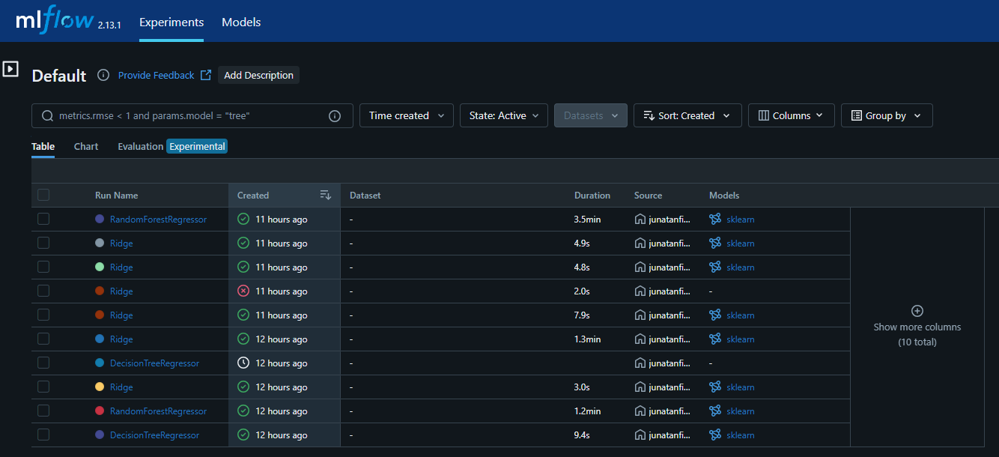 mlflow 2.13.1 Experiments Models
Default Provide Feedback Add Description
metrics.rmse < 1 and params.model = "tree" Time created State: Active Datasets Sort: Created Columns Group by
Table Chart Evaluation Experimental
Run Name Created Dataset Duration Source Models
RandomForestRegressor 11 hours ago - 3.5min junatanfi... sklearn
Ridge 11 hours ago - 4.9s junatanfi... sklearn
Ridge 11 hours ago - 4.8s junatanfi... sklearn
Ridge 11 hours ago - 2.0s junatanfi... -
Ridge 11 hours ago - 7.9s junatanfi... sklearn
Ridge 12 hours ago - 1.3min junatanfi... sklearn
DecisionTreeRegressor 12 hours ago - junatanfi... -
Ridge 12 hours ago - 3.0s junatanfi... sklearn
RandomForestRegressor 12 hours ago - 1.2min junatanfi... sklearn
DecisionTreeRegressor 12 hours ago - 9.4s junatanfi... sklearn
Show more columns
(10 total)